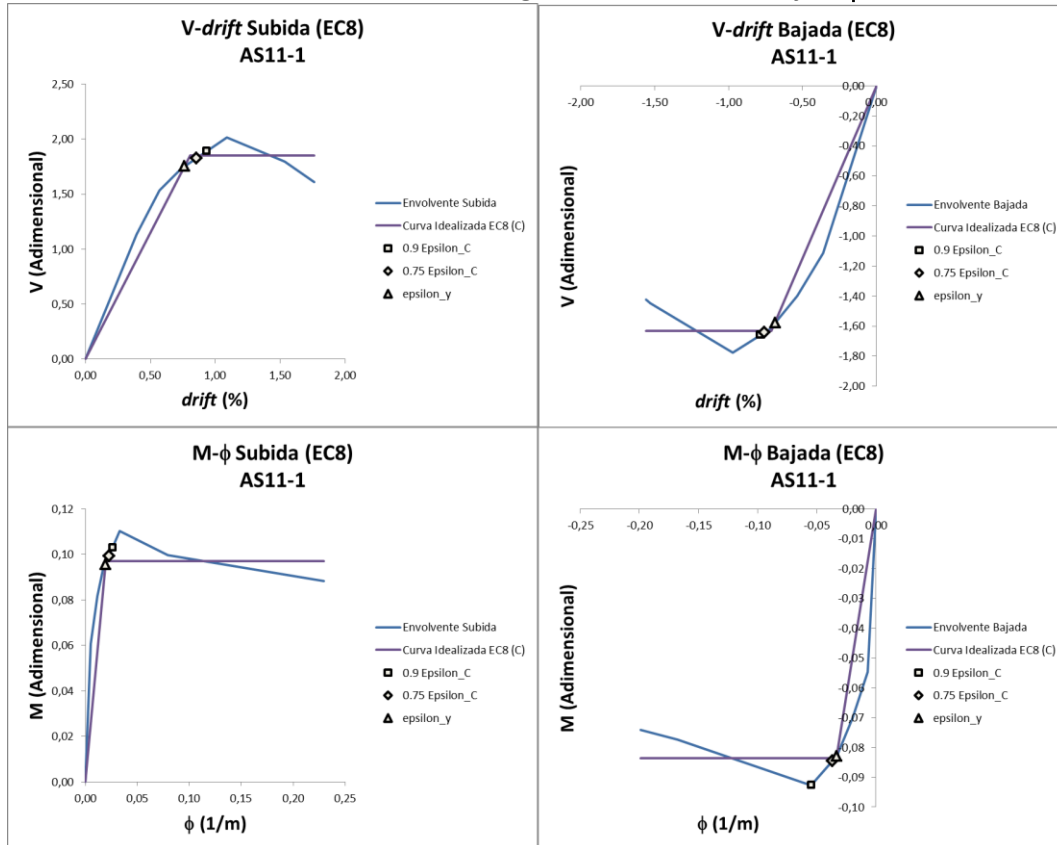 V-drift Subida (EC8)
AS11-1
2,50
2,00
1,50
1,00
0,50
0,00
0,00
0,50
1,00
1,50
2,00
V (Adimensional)
drift (%)
Envolvente Subida
Curva Idealizada EC8 (C)
0.9 Epsilon_C
0.75 Epsilon_C
epsilon_y
V-drift Bajada (EC8)
AS11-1
-2,00
-1,50
-1,00
-0,50
0,00
0,00
-0,20
-0,40
-0,60
-0,80
-1,00
-1,20
-1,40
-1,60
-1,80
-2,00
V (Adimensional)
drift (%)
Envolvente Bajada
Curva Idealizada EC8 (C)
0.9 Epsilon_C
0.75 Epsilon_C
epsilon_y
M-ϕ Subida (EC8)
AS11-1
0,12
0,10
0,08
0,06
0,04
0,02
0,00
0,00
0,05
0,10
0,15
0,20
0,25
M (Adimensional)
ϕ (1/m)
Envolvente Subida
Curva Idealizada EC8 (C)
0.9 Epsilon_C
0.75 Epsilon_C
epsilon_y
M-ϕ Bajada (EC8)
AS11-1
-0,25
-0,20
-0,15
-0,10
-0,05
0,00
0,00
-0,01
-0,02
-0,03
-0,04
-0,05
-0,06
-0,07
-0,08
-0,09
-0,10
M (Adimensional)
ϕ (1/m)
Envolvente Bajada
Curva Idealizada EC8 (C)
0.9 Epsilon_C
0.75 Epsilon_C
epsilon_y